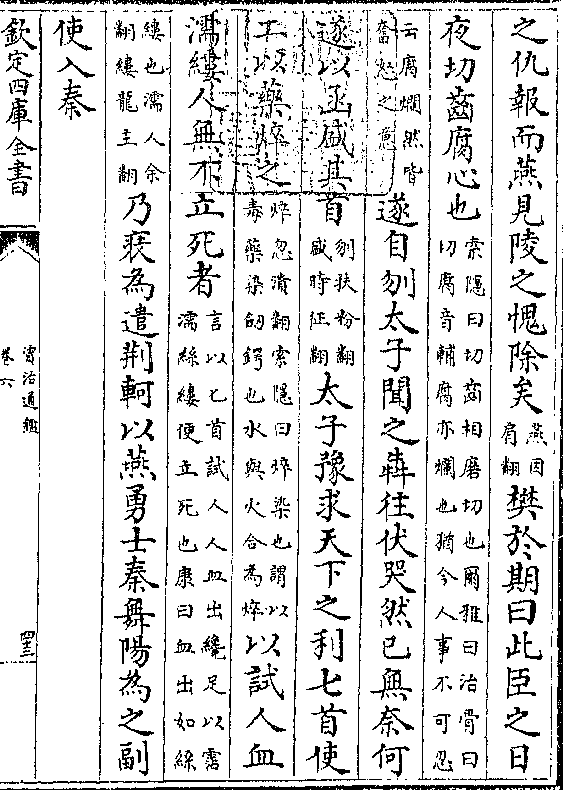 之仇報而燕見陵之愧除矣燕因肩翻樊於期曰此臣之日
夜切齒腐心也索隱曰切齒相磨切也爾雅曰治骨曰切腐音輔腐亦爛也猶今人事不可忍
云腐爛然皆奮怒之意遂自刎太子聞之犇往伏哭然已無奈何
遂以函盛其首刎扶粉翻盛時征翻太子豫求天下之利匕首使
工以藥焠之焠忽潰翻索隱曰焠染也謂以毒藥染劒鍔也水與火合為焠以試人血
濡縷人無不立死者言以匕首試人人血出纔足以霑濡絲縷便立死也康曰血出如絲
縷也濡人余翻縷龍主翻乃裝為遣荆軻以燕勇士秦舞陽為之副
使入秦
欽定四庫全書
資治通鑑
卷六